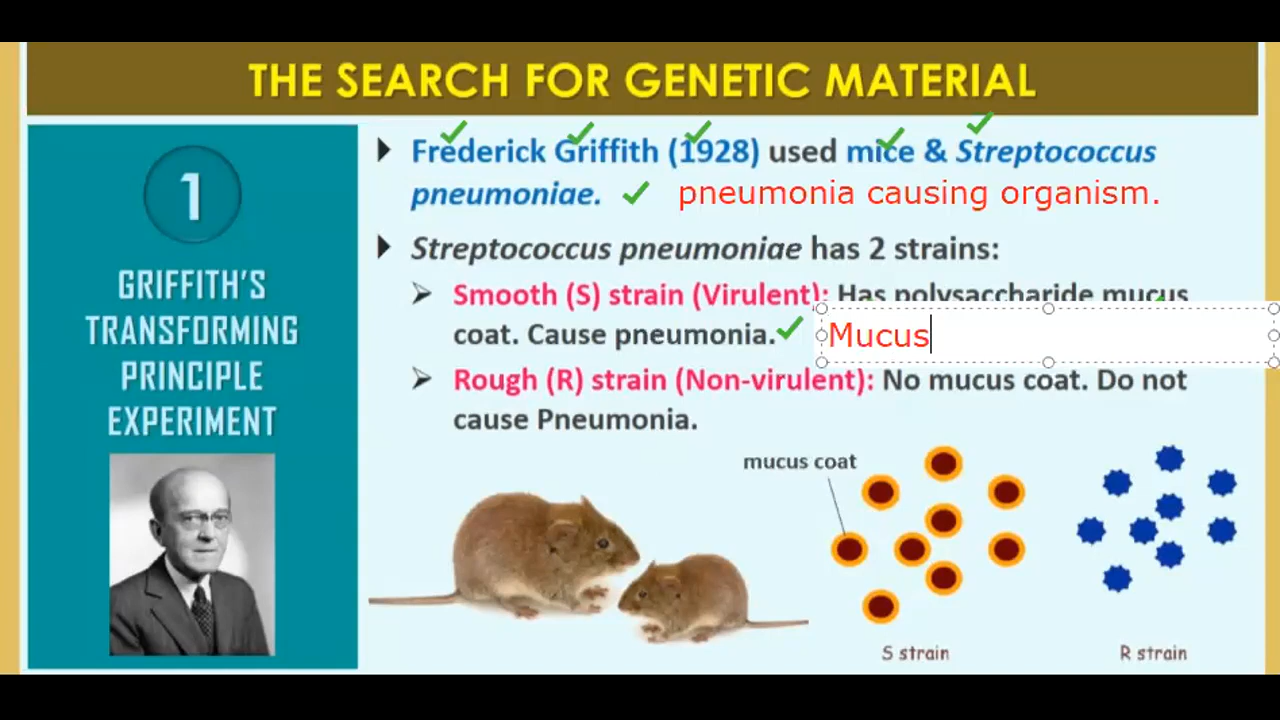 THE SEARCH FOR GENETIC MATERIAL
1
GRIFFITH'S
TRANSFORMING
PRINCIPLE
EXPERIMENT
Frederick Griffith (1928) used mice & Streptococcus
pneumoniae. pneumonia causing organism.
Streptococcus pneumoniae has 2 strains:
Smooth (S) strain (Virulent): Has polysaccharide mucus
coat. Cause pneumonia. Mucus
Rough (R) strain (Non-virulent): No mucus coat. Do not
cause Pneumonia.
mucus coat
S strain
R strain